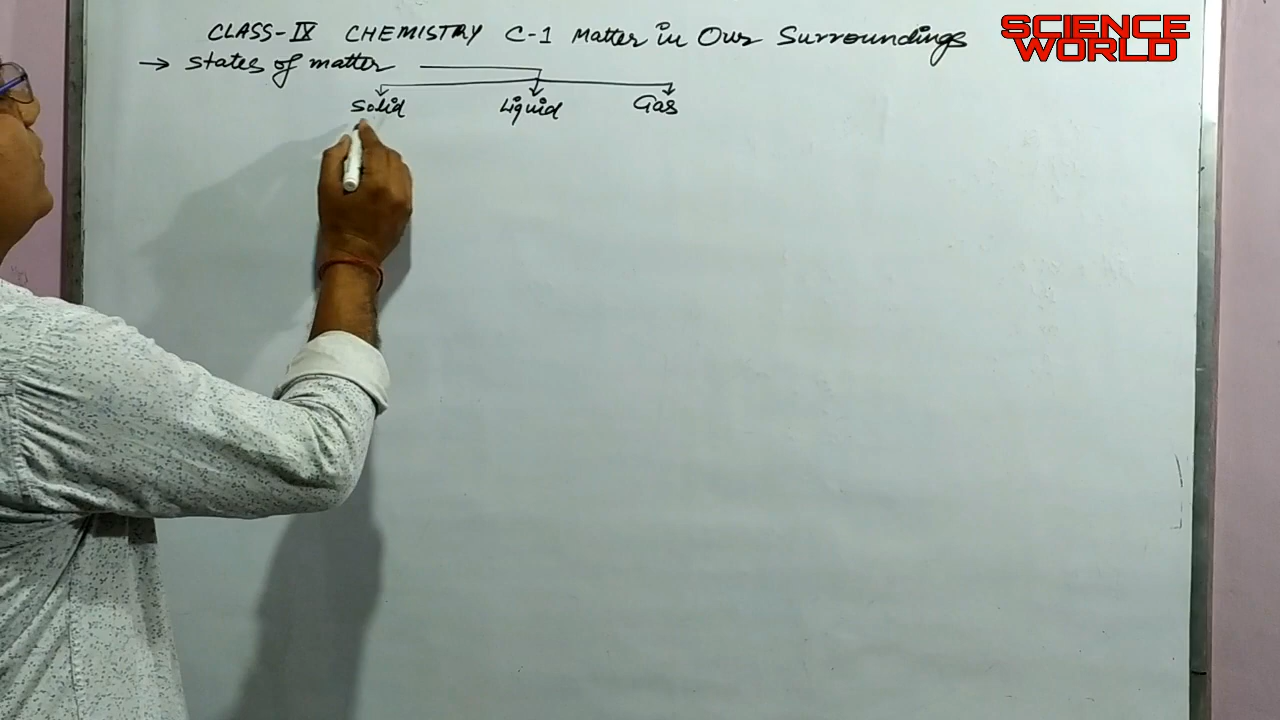 CLASS-IX CHEMISTRY C-1 Matter in Our Surroundings
SCIENCE
WORLD
→ States of matter
Solid Liquid Gas